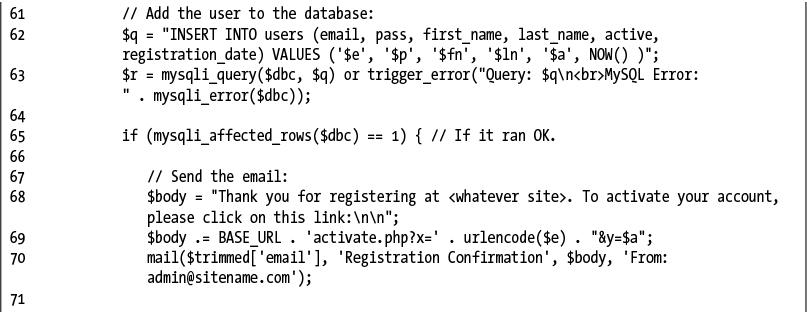 61 // Add the user to the database:
62 $q = "INSERT INTO users (email, pass, first_name, last_name, active,
registration_date) VALUES ('$e', '$p', '$fn', '$ln', '$a', NOW() )";
63 $r = mysqli_query($dbc, $q) or trigger_error("Query: $q\n<br>MySQL Error:
" . mysqli_error($dbc));
64
65 if (mysqli_affected_rows($dbc) == 1) { // If it ran OK.
66
67 // Send the email:
68 $body = "Thank you for registering at <whatever site>. To activate your account,
please click on this link:\n\n";
69 $body .= BASE_URL . 'activate.php?x=' . urlencode($e) . "&y=$a";
70 mail($trimmed['email'], 'Registration Confirmation', $body, 'From:
admin@sitename.com');
71